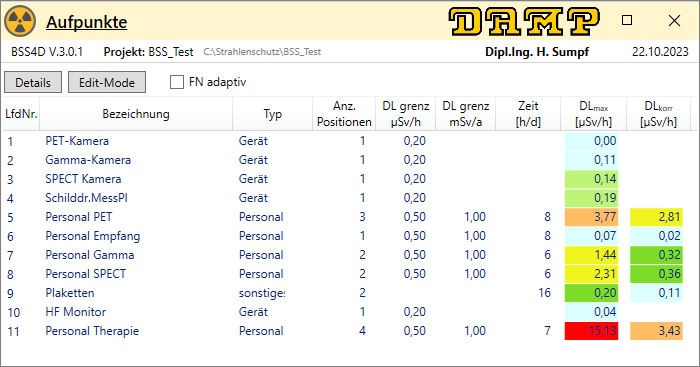 Aufpunkte DAMP
BSS4D V.3.0.1 Projekt: BSS_Test C:\Strahlenschutz\BSS_Test Dipl.Ing. H. Sumpf 22.10.2023
Details Edit-Mode FN adaptiv
LfdNr. Bezeichnung Typ Anz. Positionen DL grenz µSv/h DL grenz mSv/a Zeit [h/d] DLmax [µSv/h] DLkorr [µSv/h]
1 PET-Kamera Gerät 1 0,20 0,00
2 Gamma-Kamera Gerät 1 0,20 0,11
3 SPECT Kamera Gerät 1 0,20 0,14
4 Schilddr.MessPl Gerät 1 0,20 0,19
5 Personal PET Personal 3 0,50 1,00 8 3,77 2,81
6 Personal Empfang Personal 1 0,50 1,00 8 0,07 0,02
7 Personal Gamma Personal 2 0,50 1,00 6 1,44 0,32
8 Personal SPECT Personal 2 0,50 1,00 6 2,31 0,36
9 Plaketten sonstiges 2 16 0,20 0,11
10 HF Monitor Gerät 1 0,20 0,04
11 Personal Therapie Personal 4 0,50 1,00 7 15,13 3,43